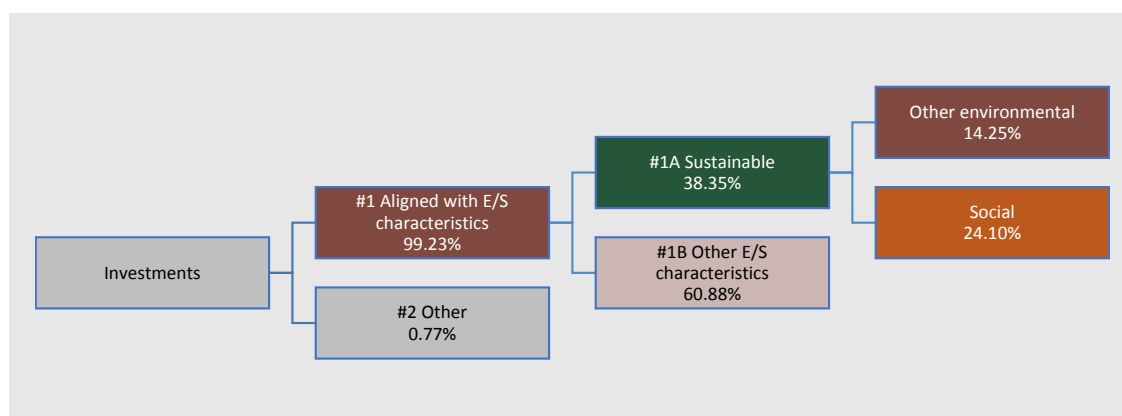 Investments
#1 Aligned with E/S
characteristics
99.23%
#2 Other
0.77%
#1A Sustainable
38.35%
#1B Other E/S
characteristics
60.88%
Other environmental
14.25%
Social
24.10%